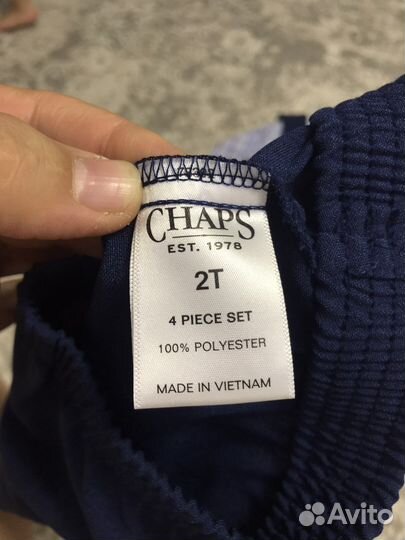 CHAPS
EST. 1978
2T
4 PIECE SET
100% POLYESTER
MADE IN VIETNAM
Avito